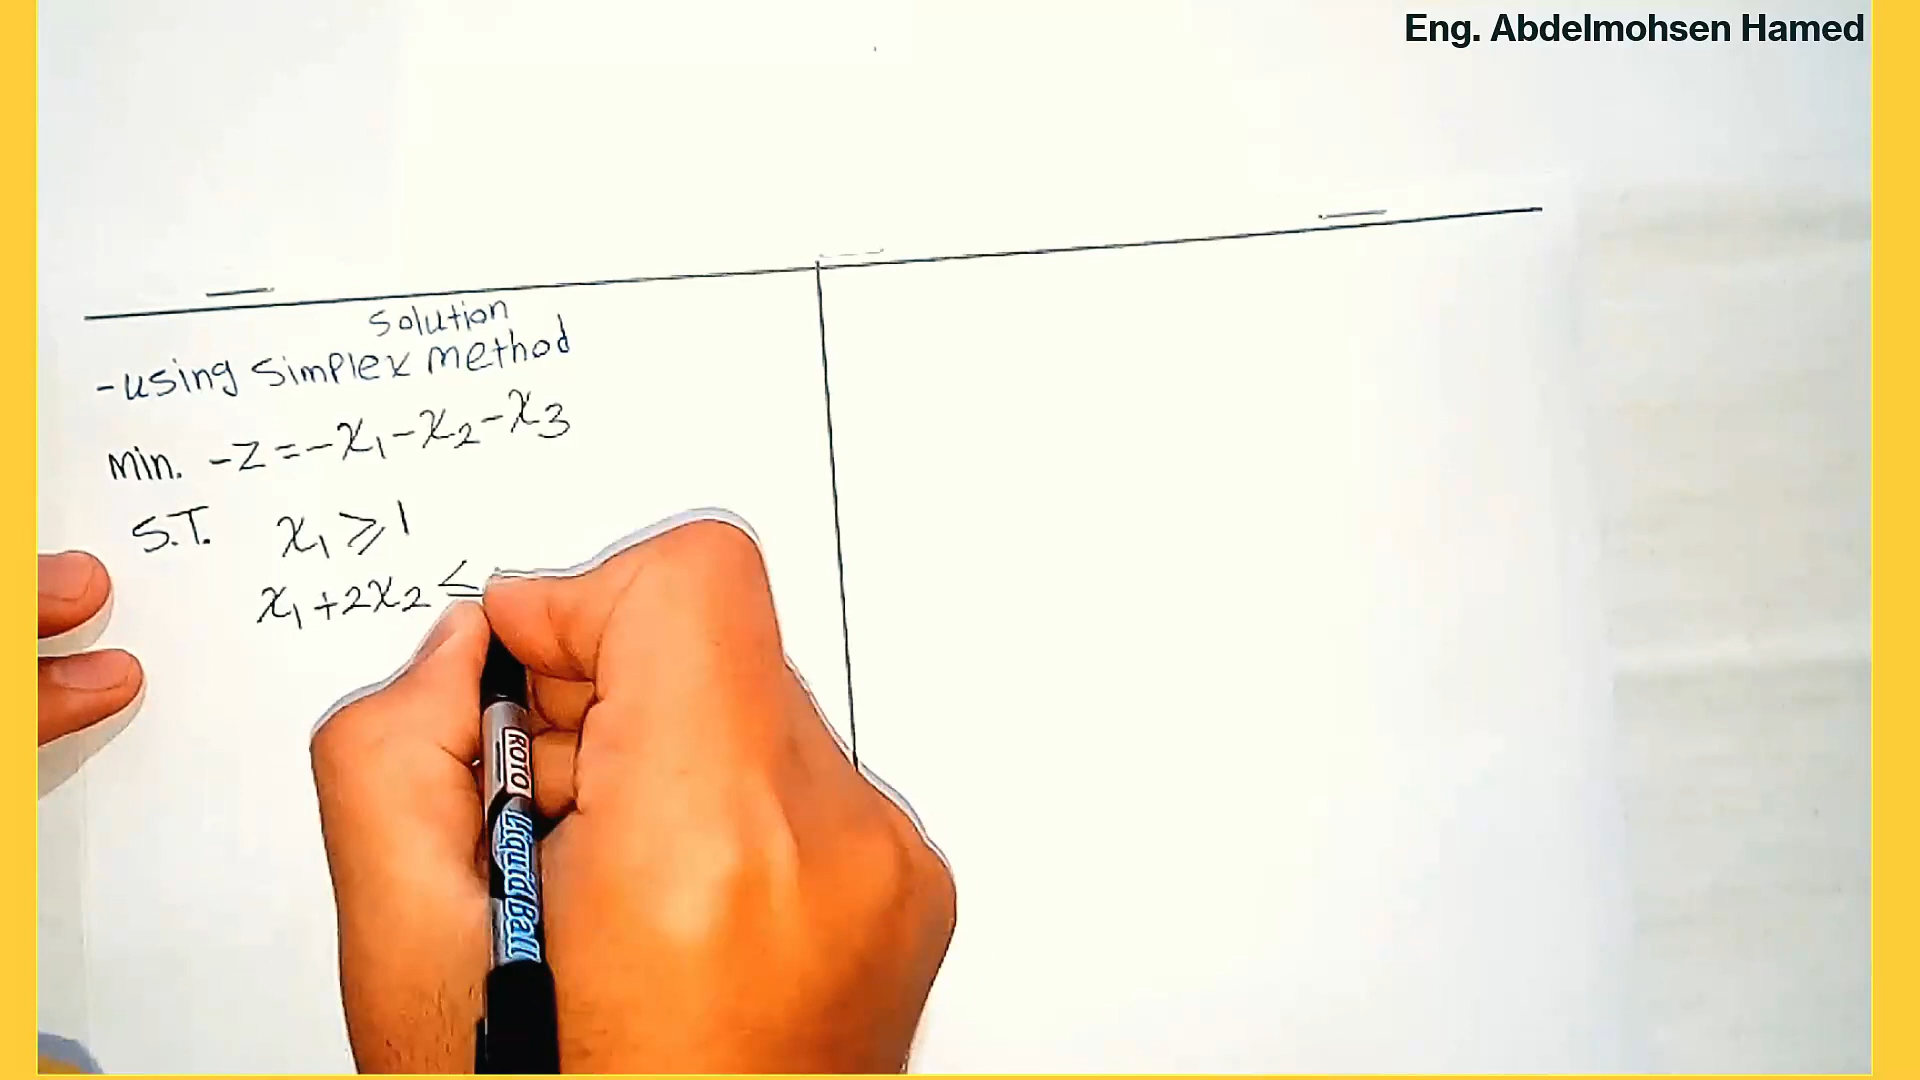 Eng. Abdelmohsen Hamed
Solution
-using Simplex method
min. -Z=-x₁-x₂-x₃
S.T. x₁≥1
x₁+2x₂≤
ROTO Liquid Ball